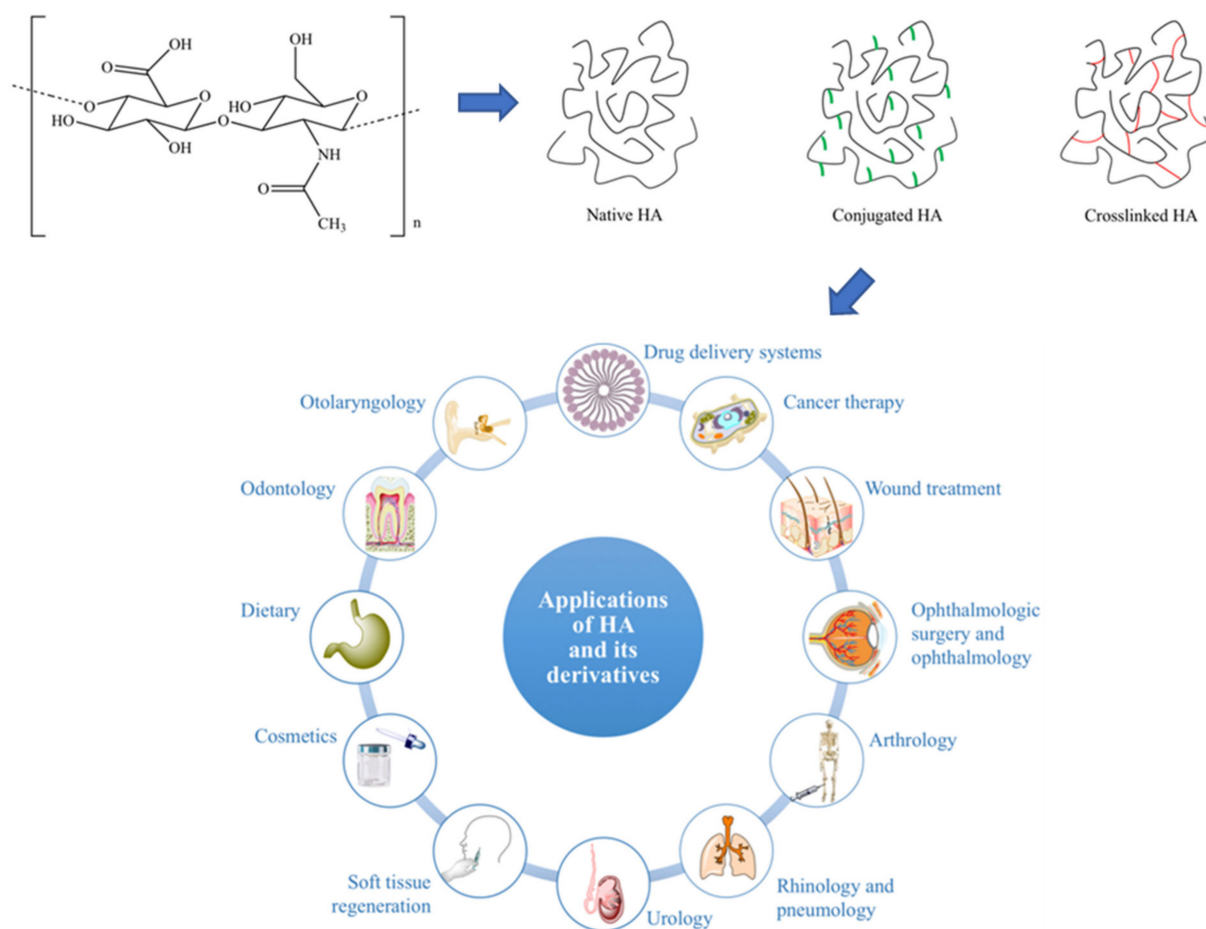 OH
OH
O
O
O
O
HO
O
HO
O
OH
NH
O
CH3
n
Native HA
Conjugated HA
Crosslinked HA
Drug delivery systems
Cancer therapy
Wound treatment
Ophthalmologic
surgery and
ophthalmology
Arthrology
Rhinology and
pneumology
Urology
Soft tissue
regeneration
Cosmetics
Dietary
Odontology
Otolaryngology
Applications
of HA
and its
derivatives